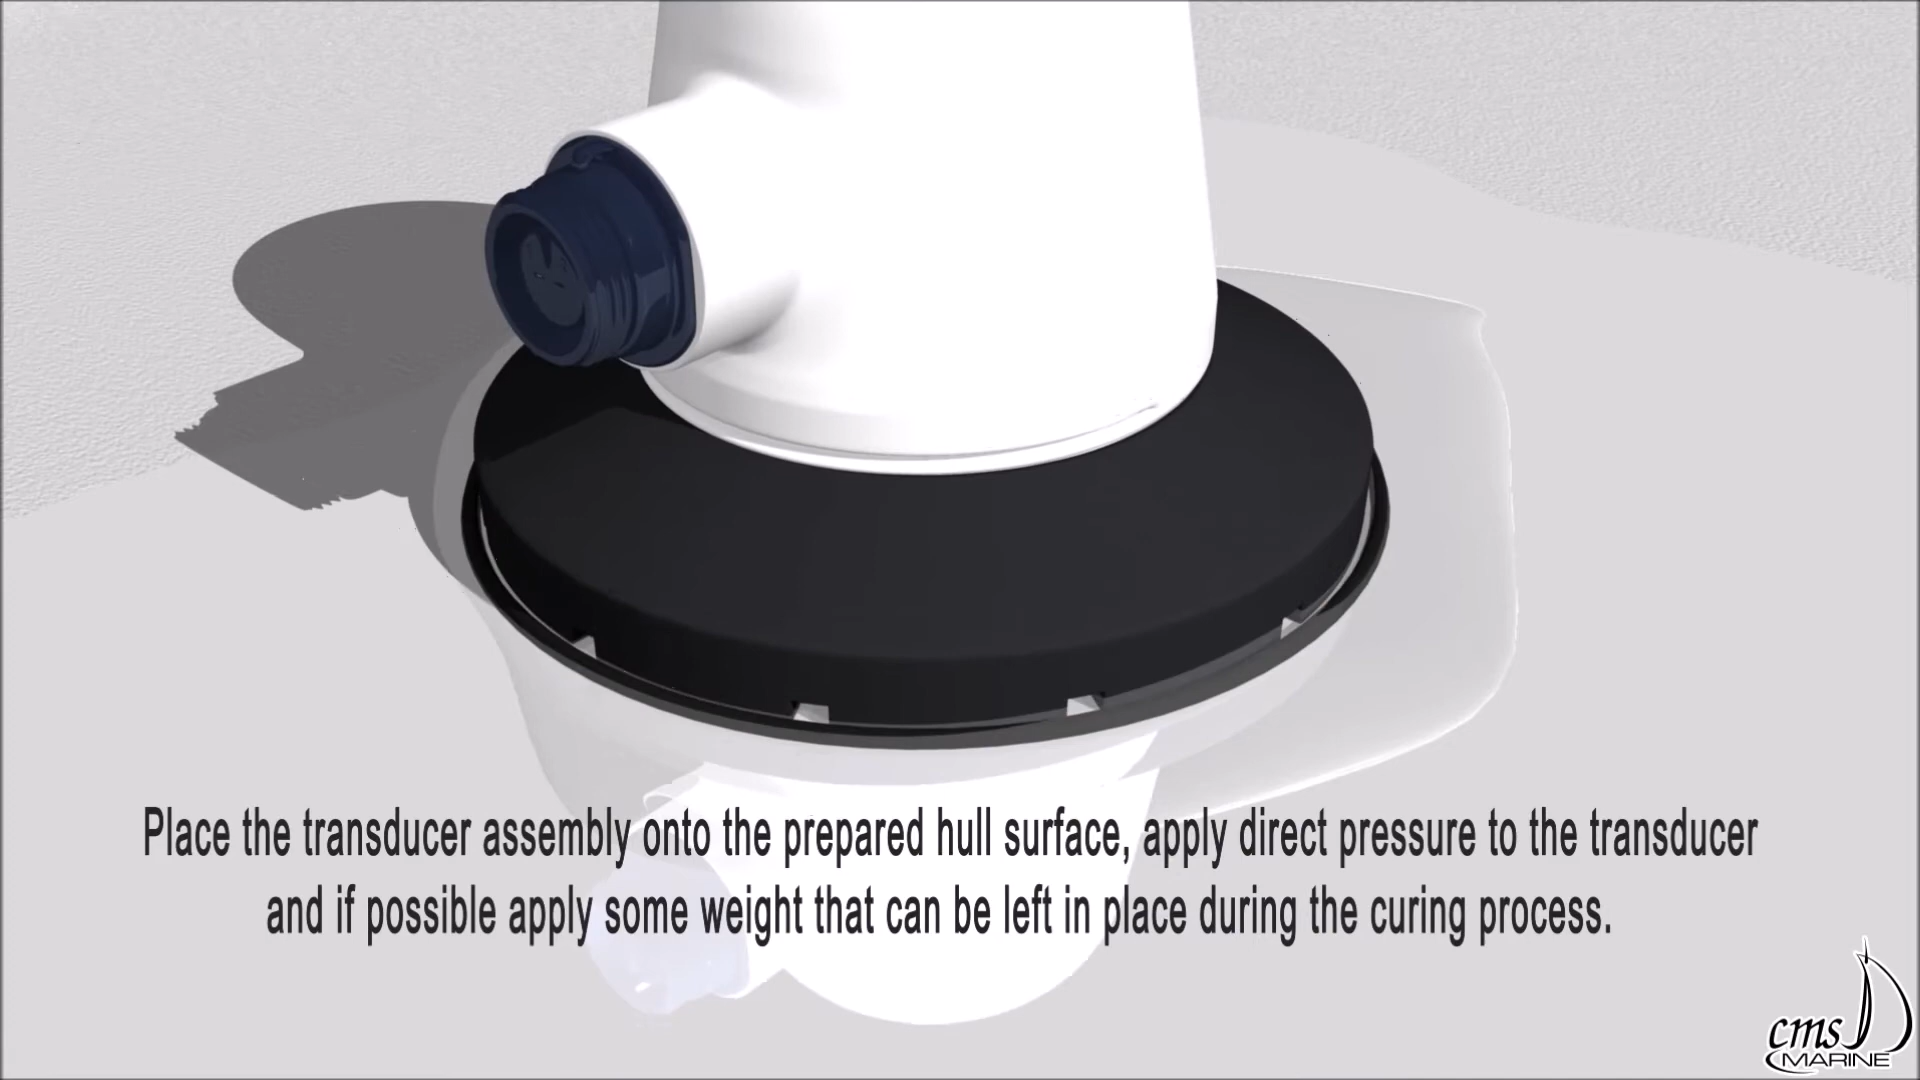 Place the transducer assembly onto the prepared hull surface, apply direct pressure to the transducer
and if possible apply some weight that can be left in place during the curing process.
cms
MARINE